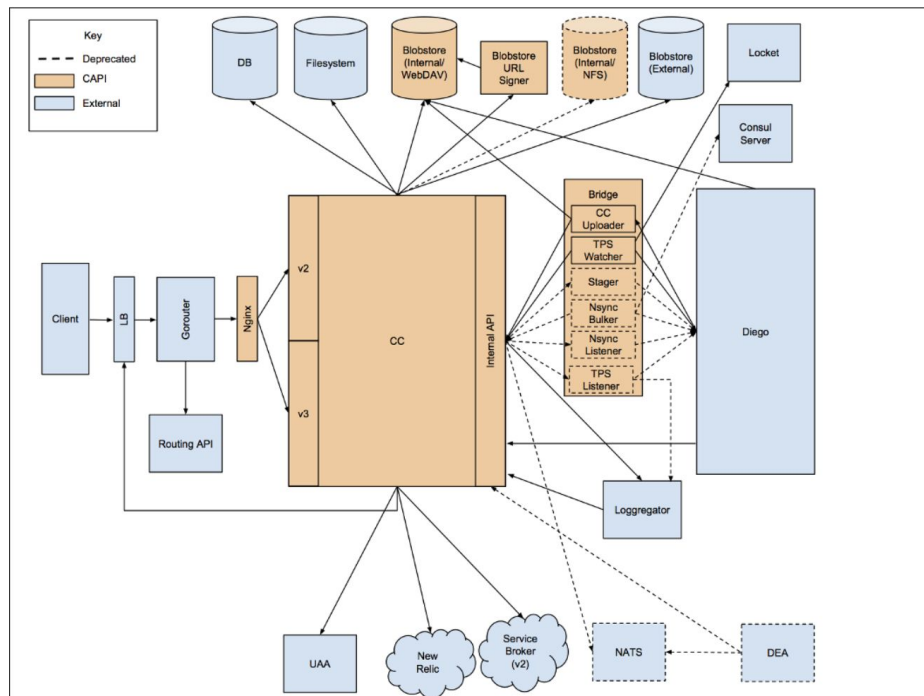 Key
Deprecated
CAPI
External
DB
Filesystem
Blobstore
(Internal/
WebDAV)
Blobstore
URL
Signer
Blobstore
(Internal/
NFS)
Blobstore
(External)
Locket
Consul
Server
Bridge
CC
Uploader
TPS
Watcher
Stager
Nsync
Bulker
Nsync
Listener
TPS
Listener
Diego
Client
LB
Gorouter
Nginx
v2
v3
CC
Internal API
Routing API
Loggregator
UAA
New
Relic
Service
Broker
(v2)
NATS
DEA